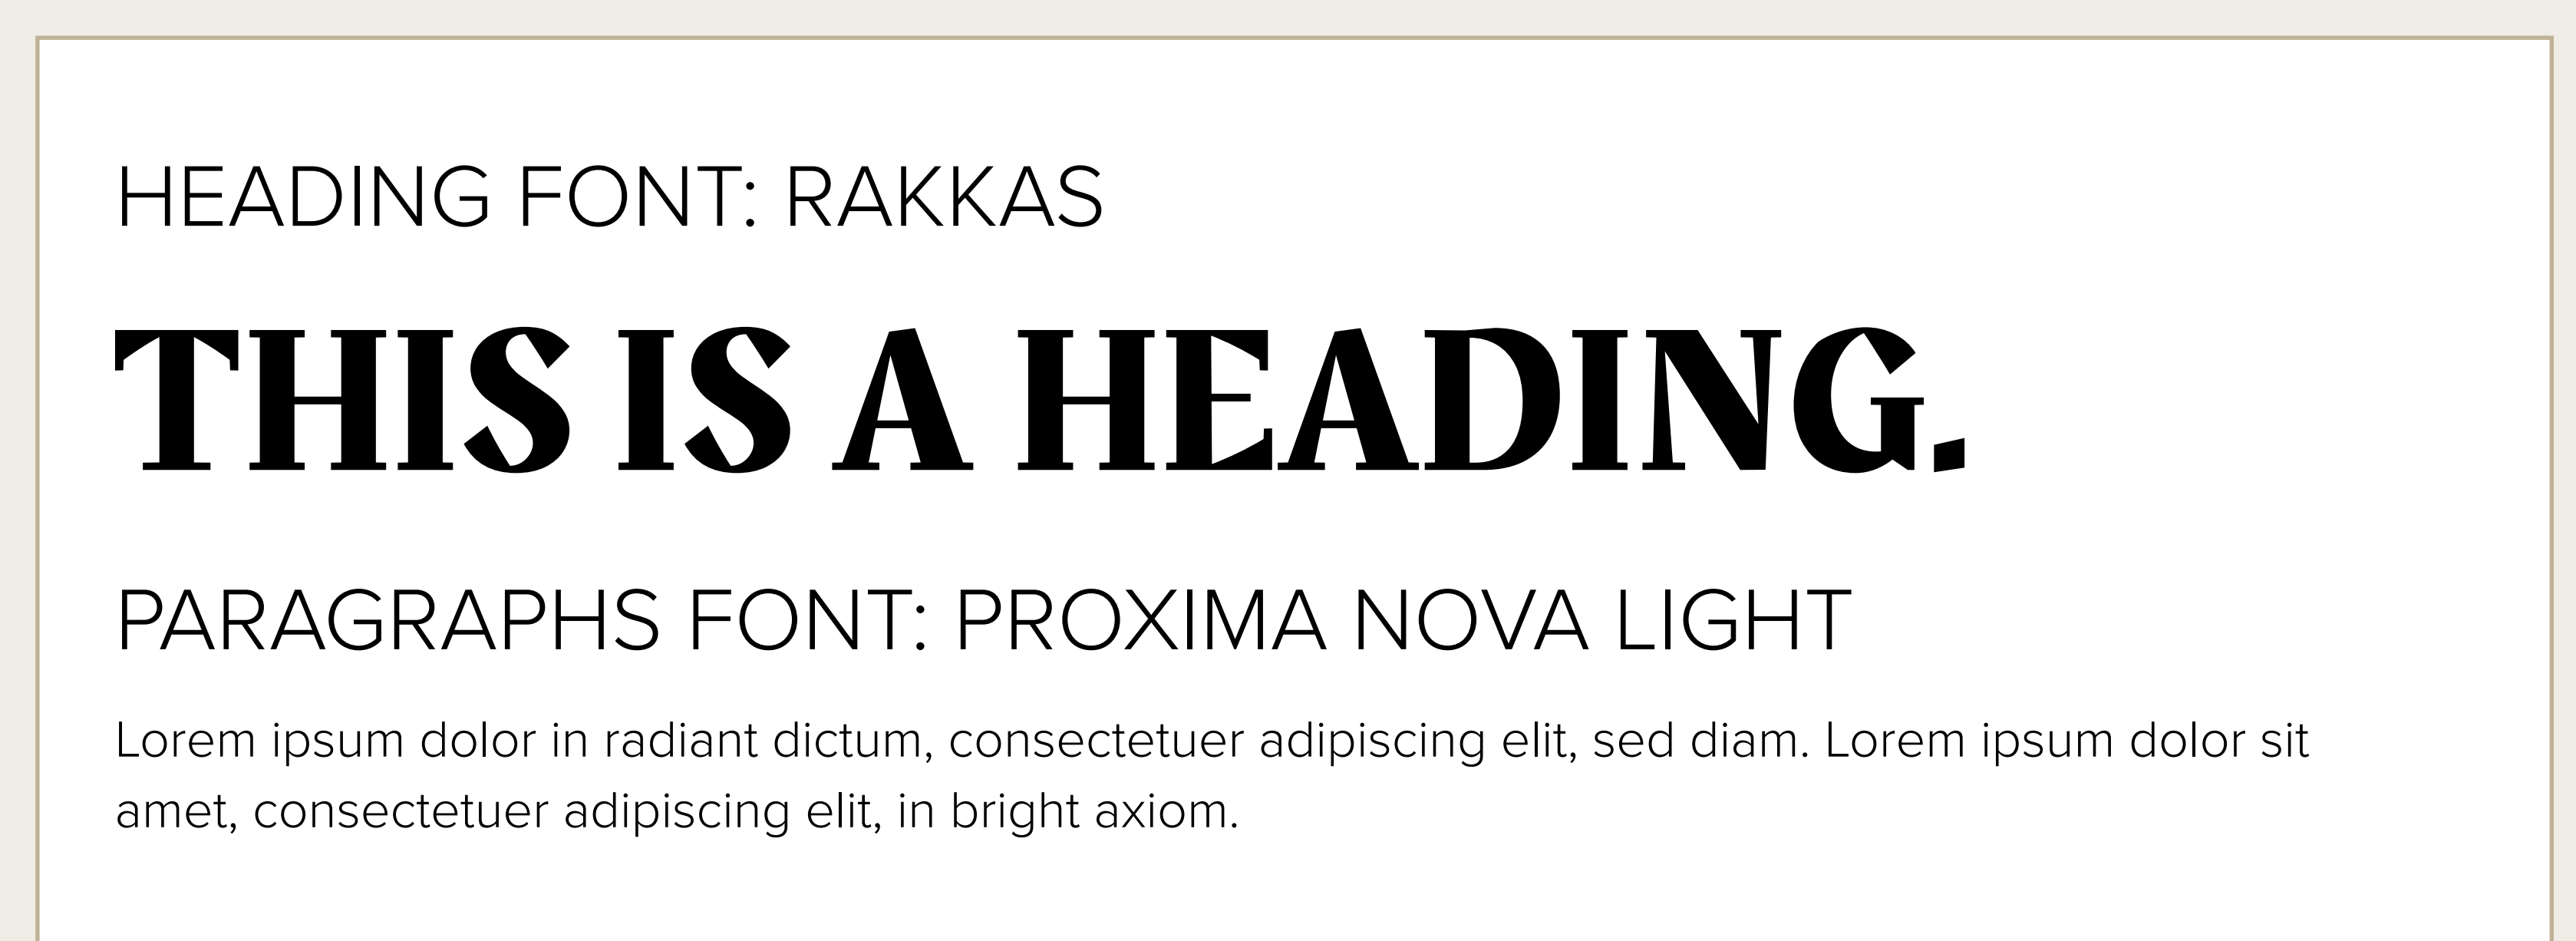 HEADING FONT: RAKKAS
THIS IS A HEADING.
PARAGRAPHS FONT: PROXIMA NOVA LIGHT
Lorem ipsum dolor in radiant dictum, consectetuer adipiscing elit, sed diam. Lorem ipsum dolor sit
amet, consectetuer adipiscing elit, in bright axiom.